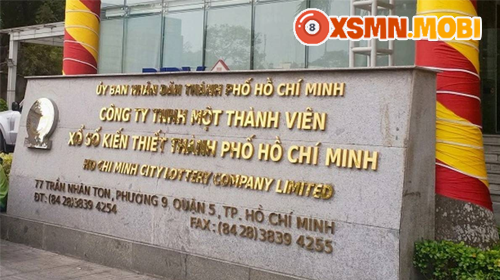 8 XSMN.MOBI
ỦY BAN NHÂN DÂN THÀNH PHỐ HỒ CHÍ MINH
CÔNG TY TNHH MỘT THÀNH VIÊN
XỔ SỐ KIẾN THIẾT THÀNH PHỐ HỒ CHÍ MINH
HO CHI MINH CITY LOTTERY COMPANY LIMITED
77 TRẦN NHÂN TÔN, PHƯỜNG 9, QUẬN 5, TP. HỒ CHÍ MINH
ĐT: (84 28)3839 4254
FAX : (84 28)3839 4255